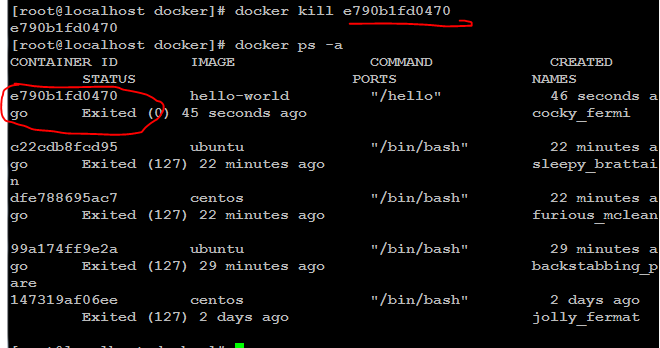 [root@localhost docker]# docker kill e790b1fd0470
e790b1fd0470
[root@localhost docker]# docker ps -a
CONTAINER ID        IMAGE               COMMAND             CREATED
         STATUS                         PORTS               NAMES
e790b1fd0470        hello-world         "/hello"            46 seconds a
go       Exited (0) 45 seconds ago                          cocky_fermi
c22cdb8fcd95        ubuntu              "/bin/bash"         22 minutes a
go       Exited (127) 22 minutes ago                        sleepy_brattai
n
dfe788695ac7        centos              "/bin/bash"         22 minutes a
go       Exited (127) 22 minutes ago                        furious_mclean
99a174ff9e2a        ubuntu              "/bin/bash"         29 minutes a
go       Exited (127) 29 minutes ago                        backstabbing_p
are
147319af06ee        centos              "/bin/bash"         2 days ago
         Exited (127) 2 days ago                            jolly_fermat
[root@localhost docker]#